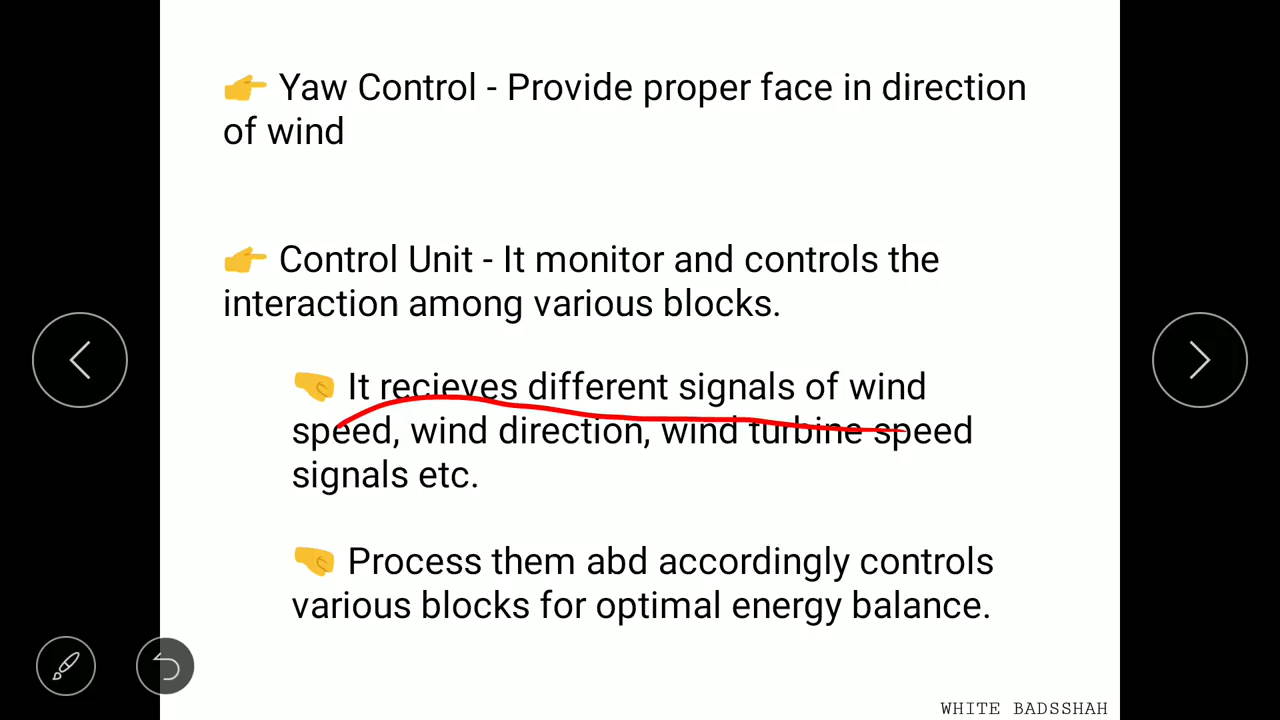 👉 Yaw Control - Provide proper face in direction
of wind
👉 Control Unit - It monitor and controls the
interaction among various blocks.
🤜 It recieves different signals of wind
speed, wind direction, wind turbine speed
signals etc.
🤜 Process them abd accordingly controls
various blocks for optimal energy balance.
WHITE BADSSHAH